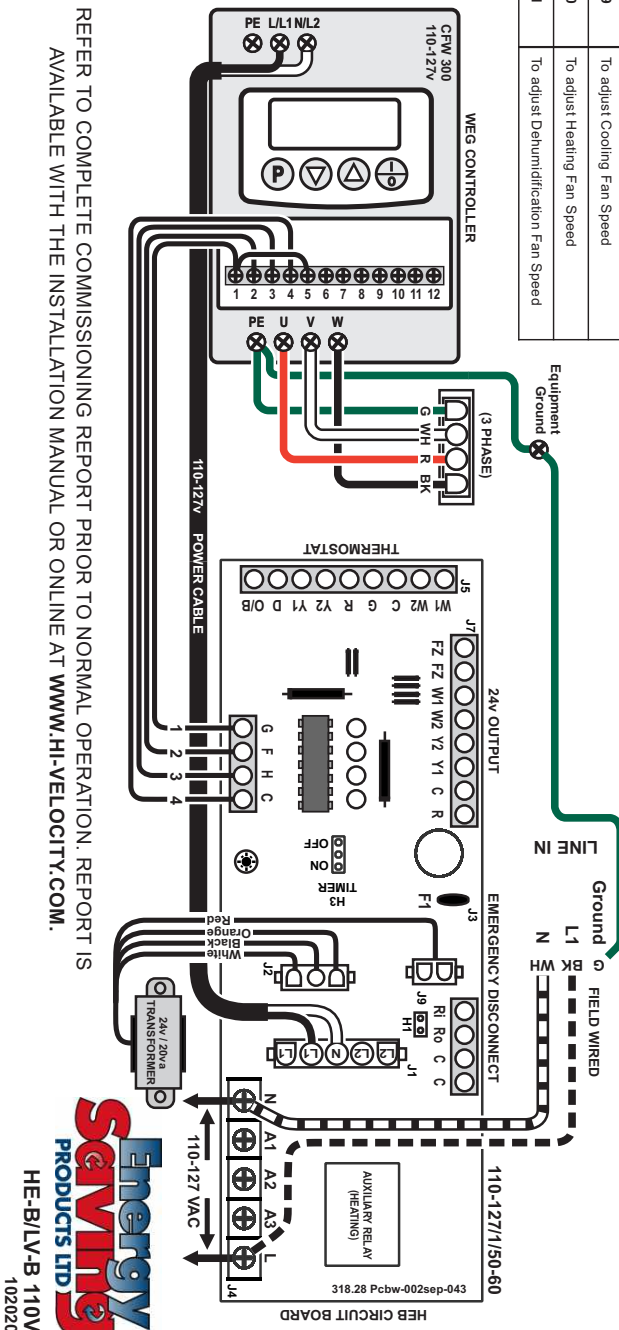 9 To adjust Cooling Fan Speed
0 To adjust Heating Fan Speed
1 To adjust Dehumidification Fan Speed
WEG CONTROLLER
CFW 300
110-127v
PE L/L1 N/L2
P
I
0
1 2 3 4 5 6 7 8 9 10 11 12
PE U V W
Equipment
Ground
(3 PHASE)
G WH R BK
110-127v POWER CABLE
THERMOSTAT
J5
W1 W2 C G R Y2 Y1 D O/B
J7
FZ FZ W1 W2 Y2 Y1 C R
24v OUTPUT
G F H C
1 2 3 4
OFF
ON
H3
TIMER
F1
J3
EMERGENCY DISCONNECT
Ri Ro C C
J9
H1
J2
Red
Orange
Black
White
24v / 20va
TRANSFORMER
J1
L1 L1 N L2 L2
LINE IN
Ground
L1
N
G
BK
WH
FIELD WIRED
N A1 A2 A3 L
J4
110-127 VAC
AUXILIARY RELAY
(HEATING)
110-127/1/50-60
318.28 Pcbw-002sep-043
HEB CIRCUIT BOARD
REFER TO COMPLETE COMMISSIONING REPORT PRIOR TO NORMAL OPERATION. REPORT IS
AVAILABLE WITH THE INSTALLATION MANUAL OR ONLINE AT WWW.HI-VELOCITY.COM.
Energy
Saving
PRODUCTS LTD
HE-B/LV-B 110V
102020